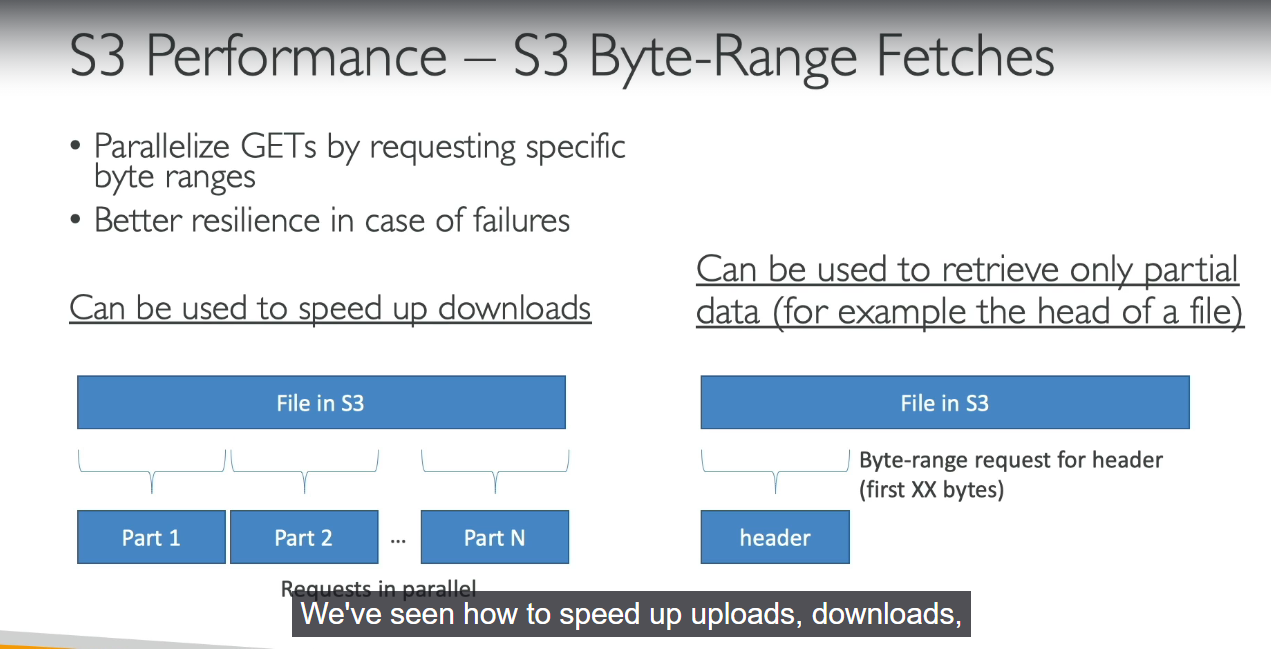 S3 Performance – S3 Byte-Range Fetches
• Parallelize GETs by requesting specific
byte ranges
• Better resilience in case of failures
Can be used to speed up downloads
File in S3
Part 1
Part 2
...
Part N
Requests in parallel
Can be used to retrieve only partial
data (for example the head of a file)
File in S3
Byte-range request for header
(first XX bytes)
header
We've seen how to speed up uploads, downloads,